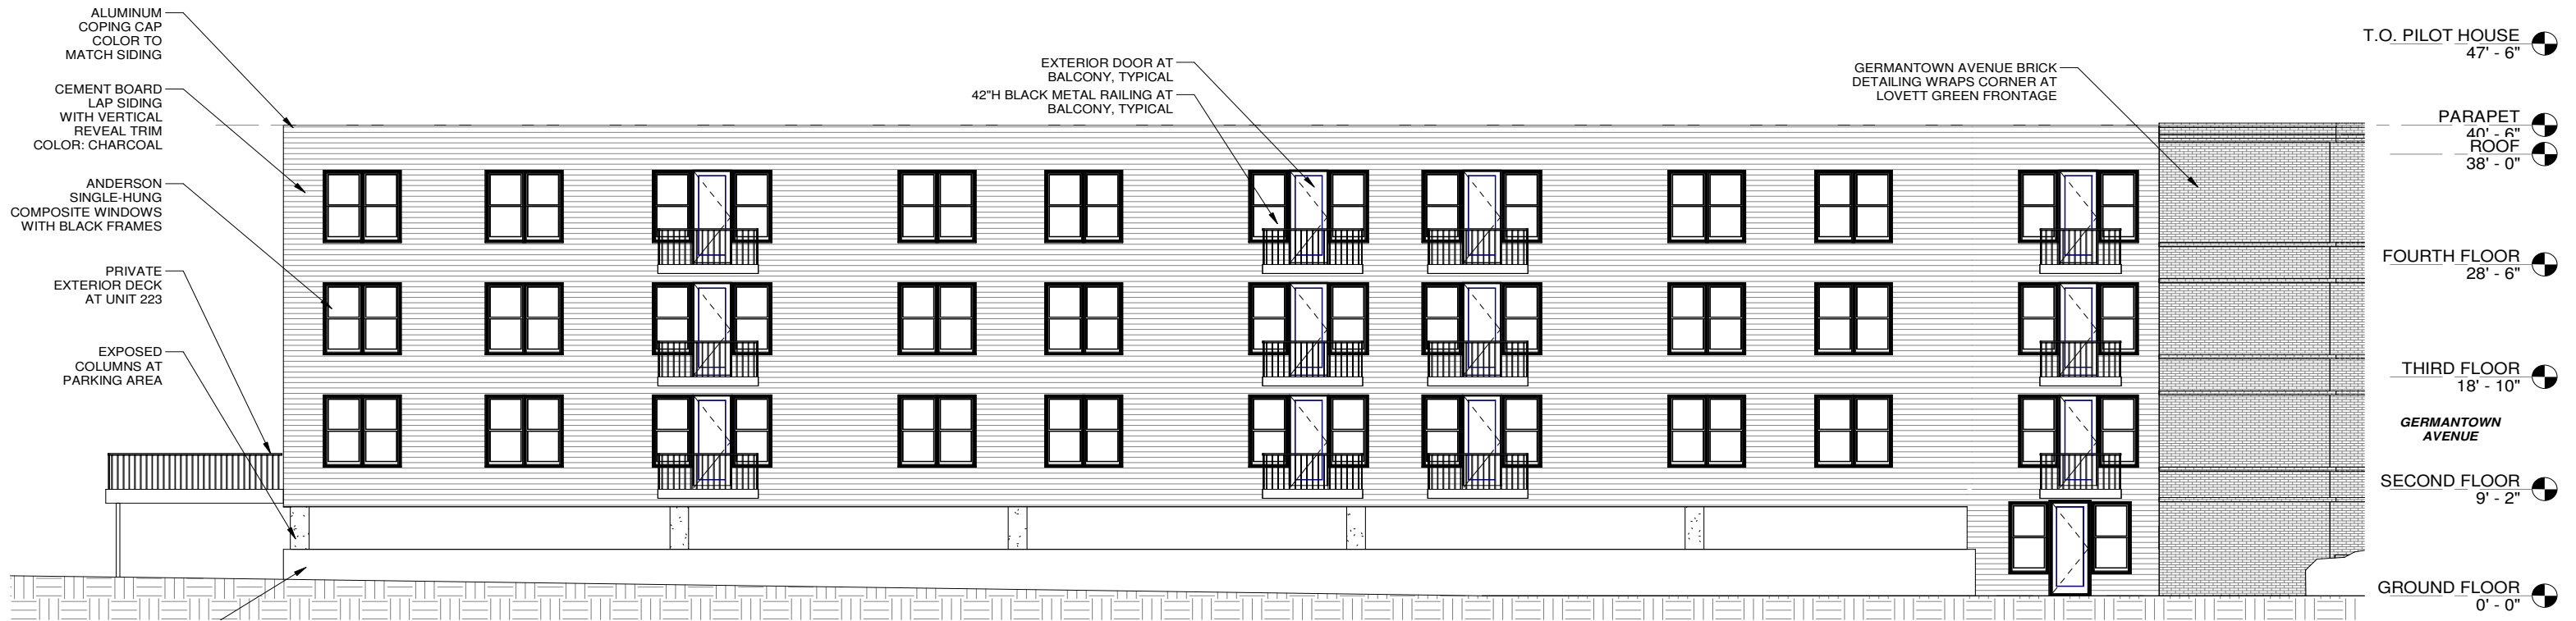 ALUMINUM
COPING CAP
COLOR TO
MATCH SIDING
CEMENT BOARD
LAP SIDING
WITH VERTICAL
REVEAL TRIM
COLOR: CHARCOAL
ANDERSON
SINGLE-HUNG
COMPOSITE WINDOWS
WITH BLACK FRAMES
PRIVATE
EXTERIOR DECK
AT UNIT 223
EXPOSED
COLUMNS AT
PARKING AREA
EXTERIOR DOOR AT
BALCONY, TYPICAL
42"H BLACK METAL RAILING AT
BALCONY, TYPICAL
GERMANTOWN AVENUE BRICK
DETAILING WRAPS CORNER AT
LOVETT GREEN FRONTAGE
T.O. PILOT HOUSE
47' - 6"
PARAPET
40' - 6"
ROOF
38' - 0"
FOURTH FLOOR
28' - 6"
THIRD FLOOR
18' - 10"
GERMANTOWN
AVENUE
SECOND FLOOR
9' - 2"
GROUND FLOOR
0' - 0"